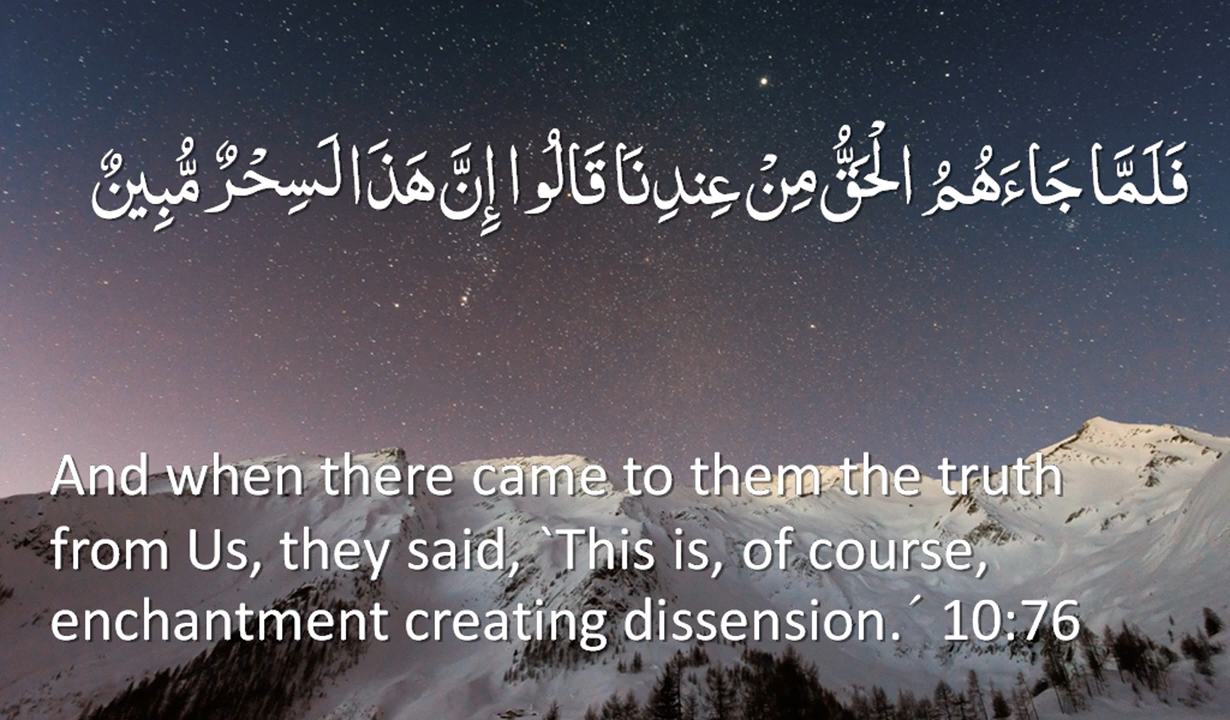 فَلَمَّا جَاءَهُمُ الْحَقُّ مِنْ عِندِنَا قَالُوا إِنَّ هَذَا لَسِحْرٌ مُّبِينٌ
And when there came to them the truth
from Us, they said, `This is, of course,
enchantment creating dissension.´ 10:76